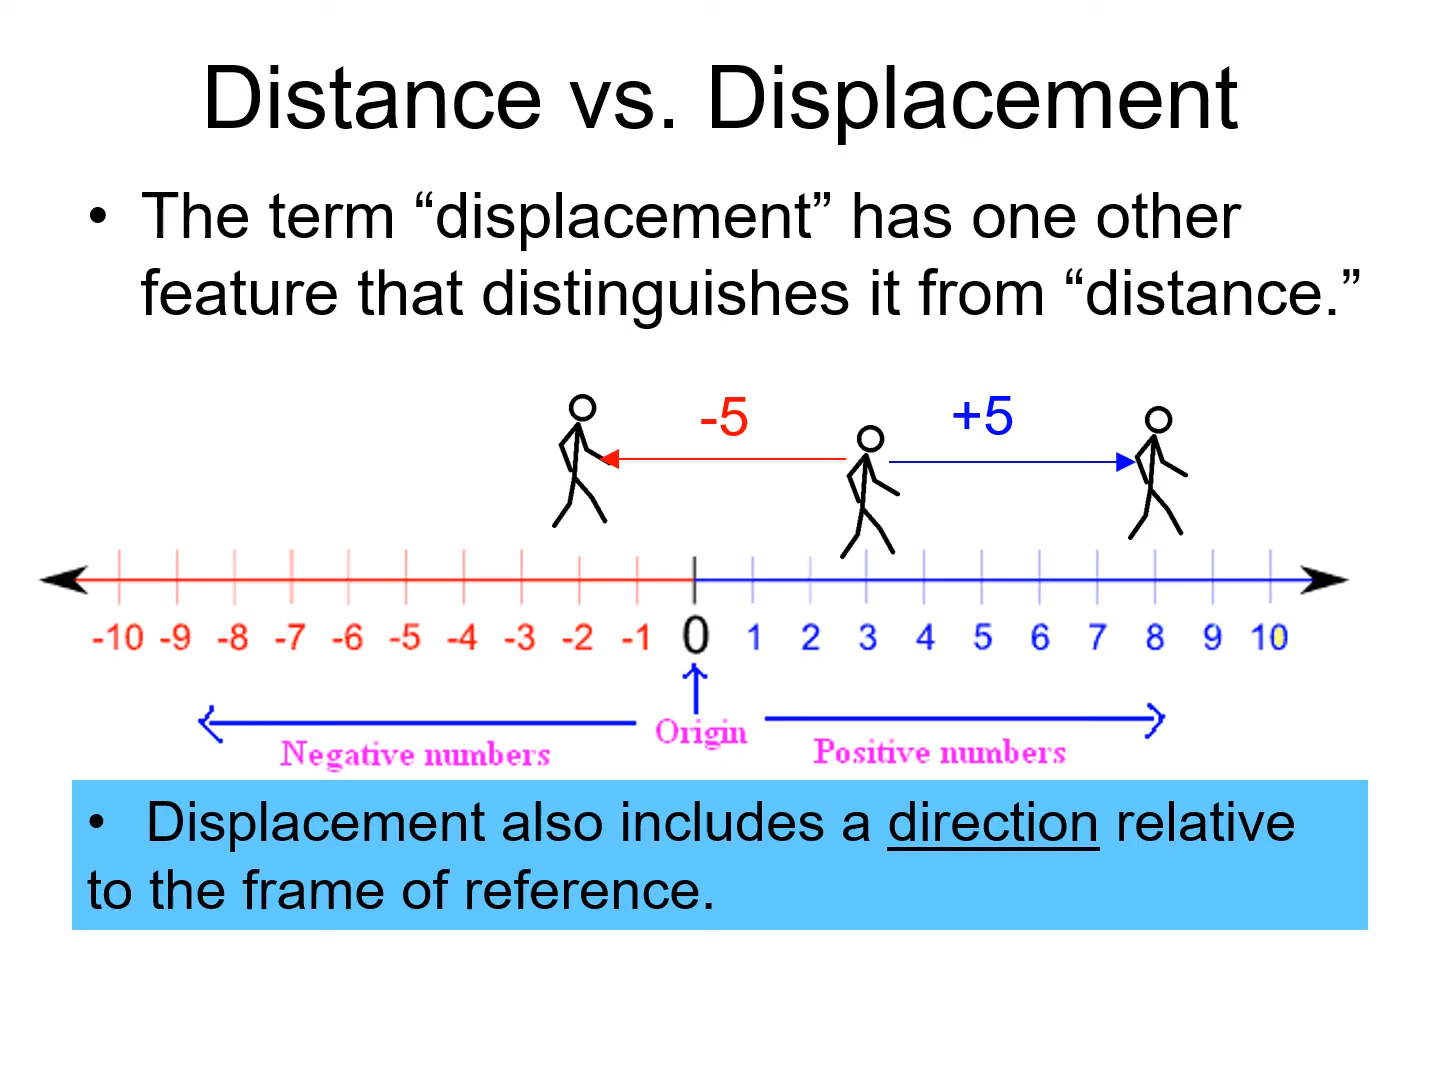 Distance vs. Displacement
• The term “displacement” has one other
feature that distinguishes it from “distance.”
-5 +5
-10 -9 -8 -7 -6 -5 -4 -3 -2 -1 0 1 2 3 4 5 6 7 8 9 10
Origin
Negative numbers Positive numbers
• Displacement also includes a direction relative
to the frame of reference.